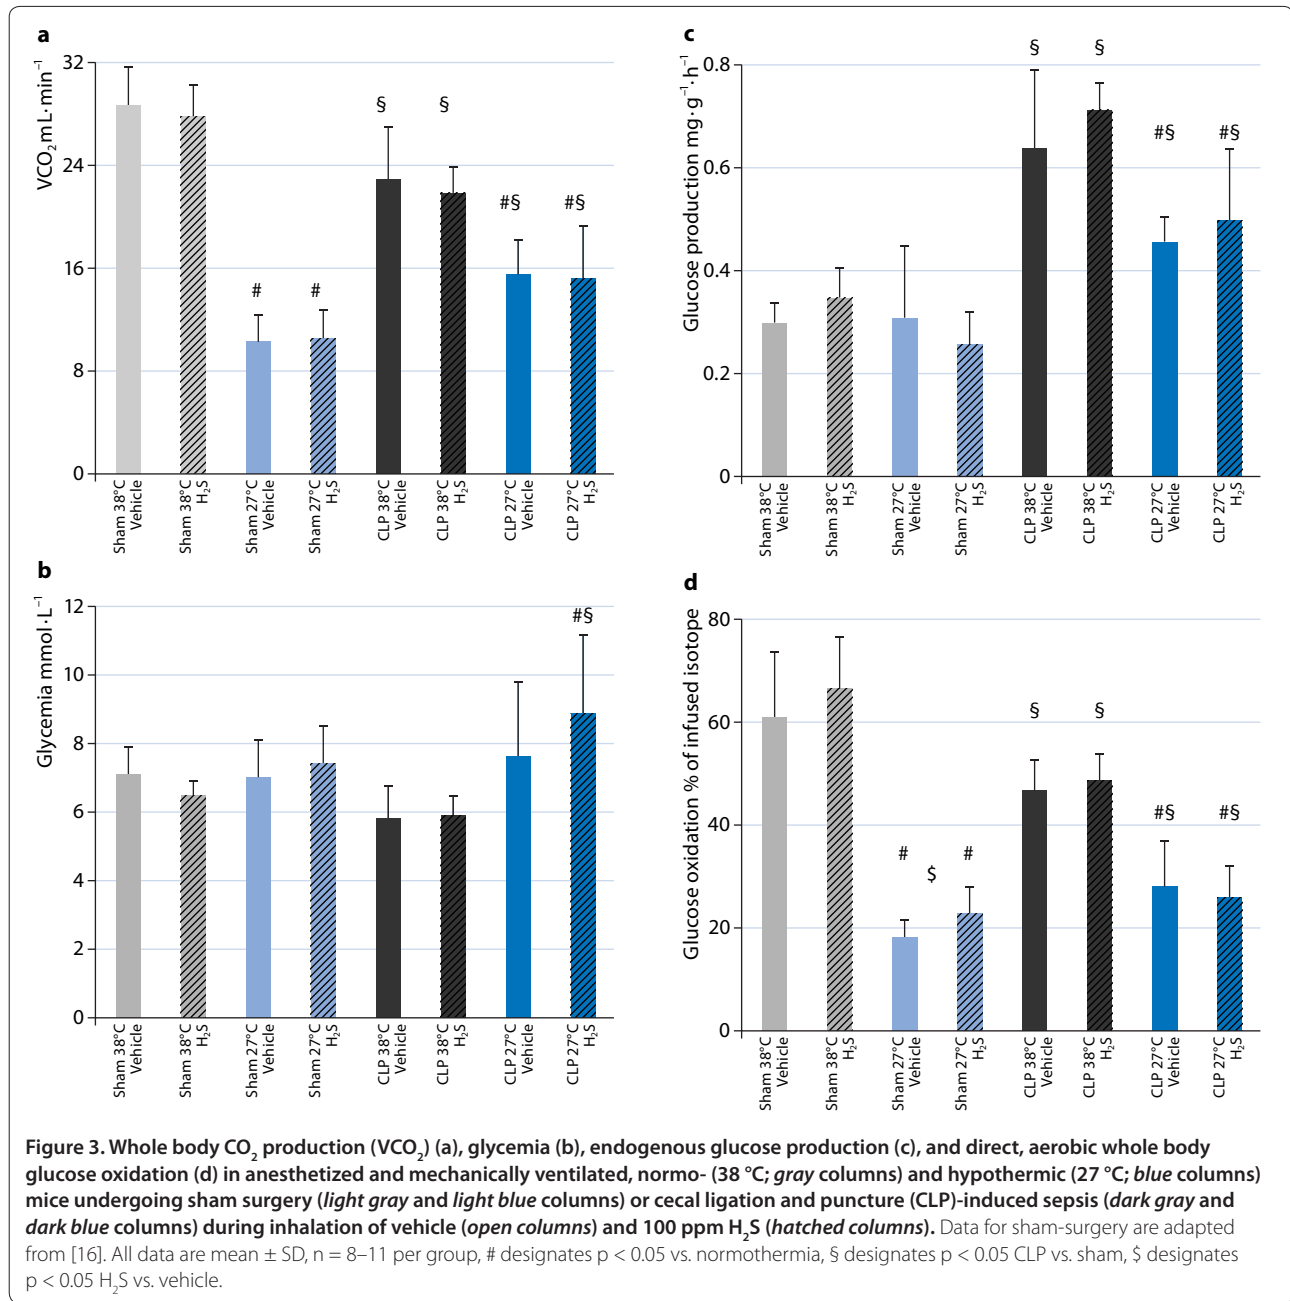 a
VCO₂ mL·min⁻¹
32
24
16
8
0
§
§
#§
#§
#
#
Sham 38°C
Vehicle
Sham 38°C
H₂S
Sham 27°C
Vehicle
Sham 27°C
H₂S
CLP 38°C
Vehicle
CLP 38°C
H₂S
CLP 27°C
Vehicle
CLP 27°C
H₂S
b
Glycemia mmol·L⁻¹
12
10
8
6
4
2
0
#§
Sham 38°C
Vehicle
Sham 38°C
H₂S
Sham 27°C
Vehicle
Sham 27°C
H₂S
CLP 38°C
Vehicle
CLP 38°C
H₂S
CLP 27°C
Vehicle
CLP 27°C
H₂S
c
Glucose production mg·g⁻¹·h⁻¹
0.8
0.6
0.4
0.2
0
§
§
#§
#§
Sham 38°C
Vehicle
Sham 38°C
H₂S
Sham 27°C
Vehicle
Sham 27°C
H₂S
CLP 38°C
Vehicle
CLP 38°C
H₂S
CLP 27°C
Vehicle
CLP 27°C
H₂S
d
Glucose oxidation % of infused isotope
80
60
40
20
0
§
§
#§
#§
#
#
$
Sham 38°C
Vehicle
Sham 38°C
H₂S
Sham 27°C
Vehicle
Sham 27°C
H₂S
CLP 38°C
Vehicle
CLP 38°C
H₂S
CLP 27°C
Vehicle
CLP 27°C
H₂S
Figure 3. Whole body CO₂ production (VCO₂) (a), glycemia (b), endogenous glucose production (c), and direct, aerobic whole body
glucose oxidation (d) in anesthetized and mechanically ventilated, normo- (38 °C; gray columns) and hypothermic (27 °C; blue columns)
mice undergoing sham surgery (light gray and light blue columns) or cecal ligation and puncture (CLP)-induced sepsis (dark gray and
dark blue columns) during inhalation of vehicle (open columns) and 100 ppm H₂S (hatched columns). Data for sham-surgery are adapted
from [16]. All data are mean ± SD, n = 8–11 per group, # designates p < 0.05 vs. normothermia, § designates p < 0.05 CLP vs. sham, $ designates
p < 0.05 H₂S vs. vehicle.